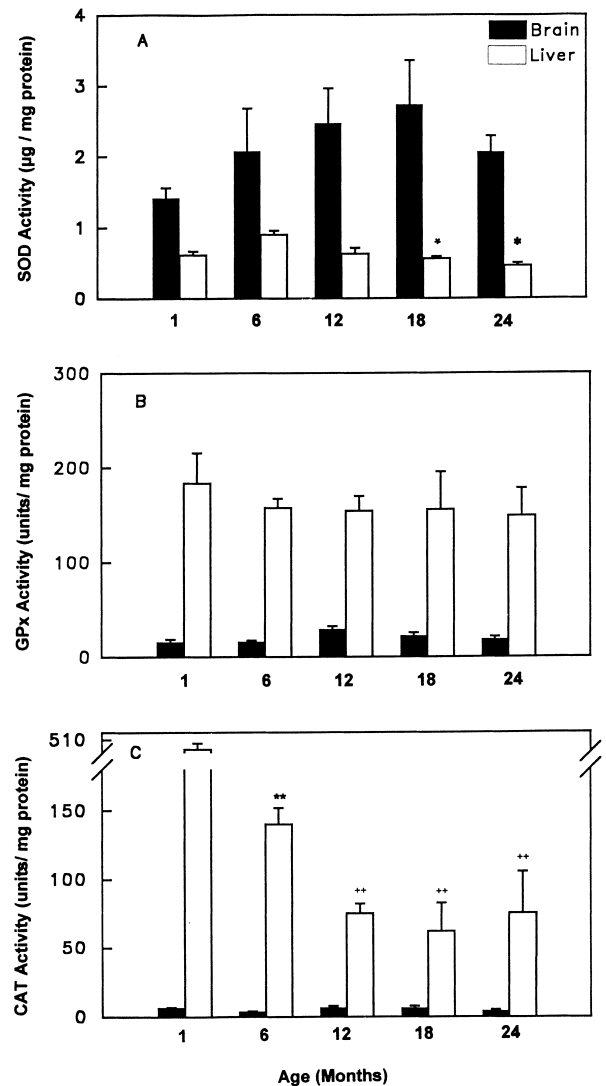 4
A
Brain
Liver
3
2
1
0
*
*
SOD Activity (µg / mg protein)
1 6 12 18 24
300
B
200
100
0
GPx Activity (units/ mg protein)
1 6 12 18 24
510
C
150
100
50
0
**
++
++
++
CAT Activity (units/ mg protein)
1 6 12 18 24
Age (Months)